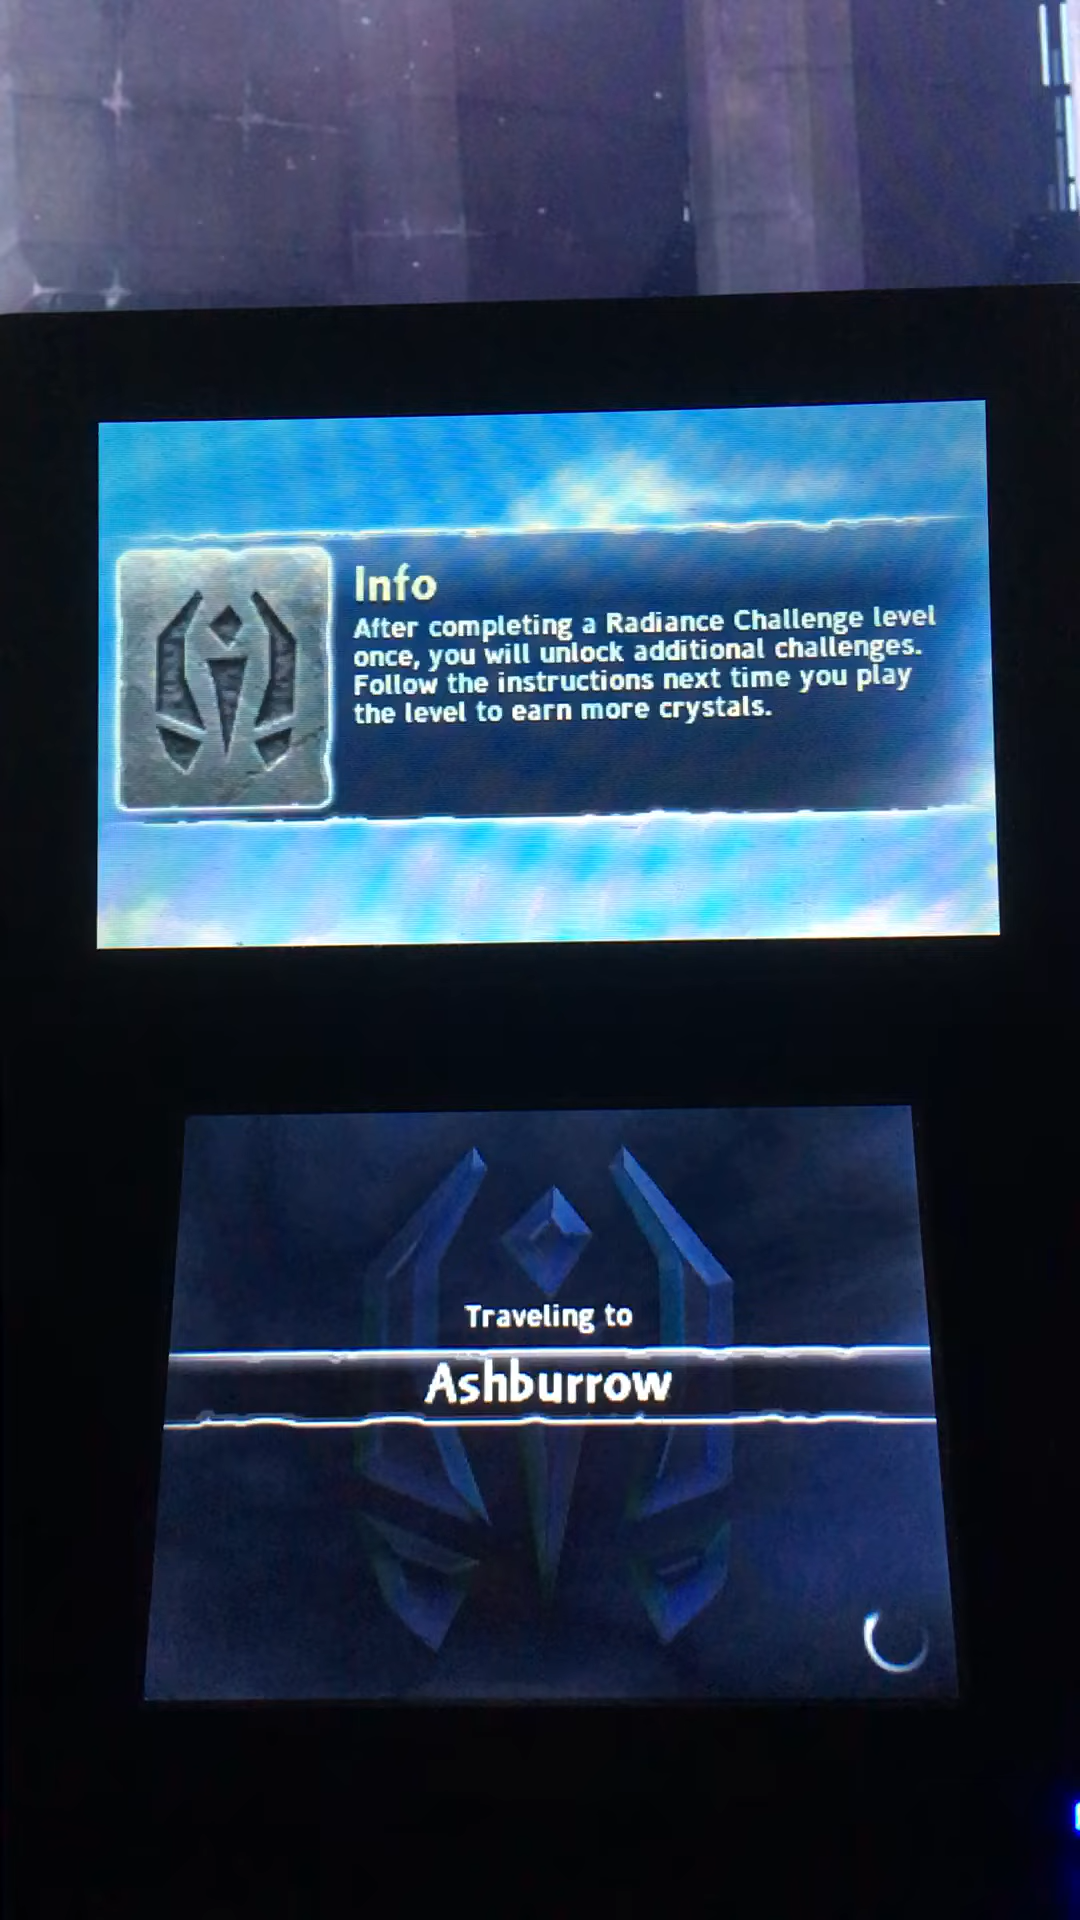 Info
After completing a Radiance Challenge level
once, you will unlock additional challenges.
Follow the instructions next time you play
the level to earn more crystals.
Traveling to
Ashburrow